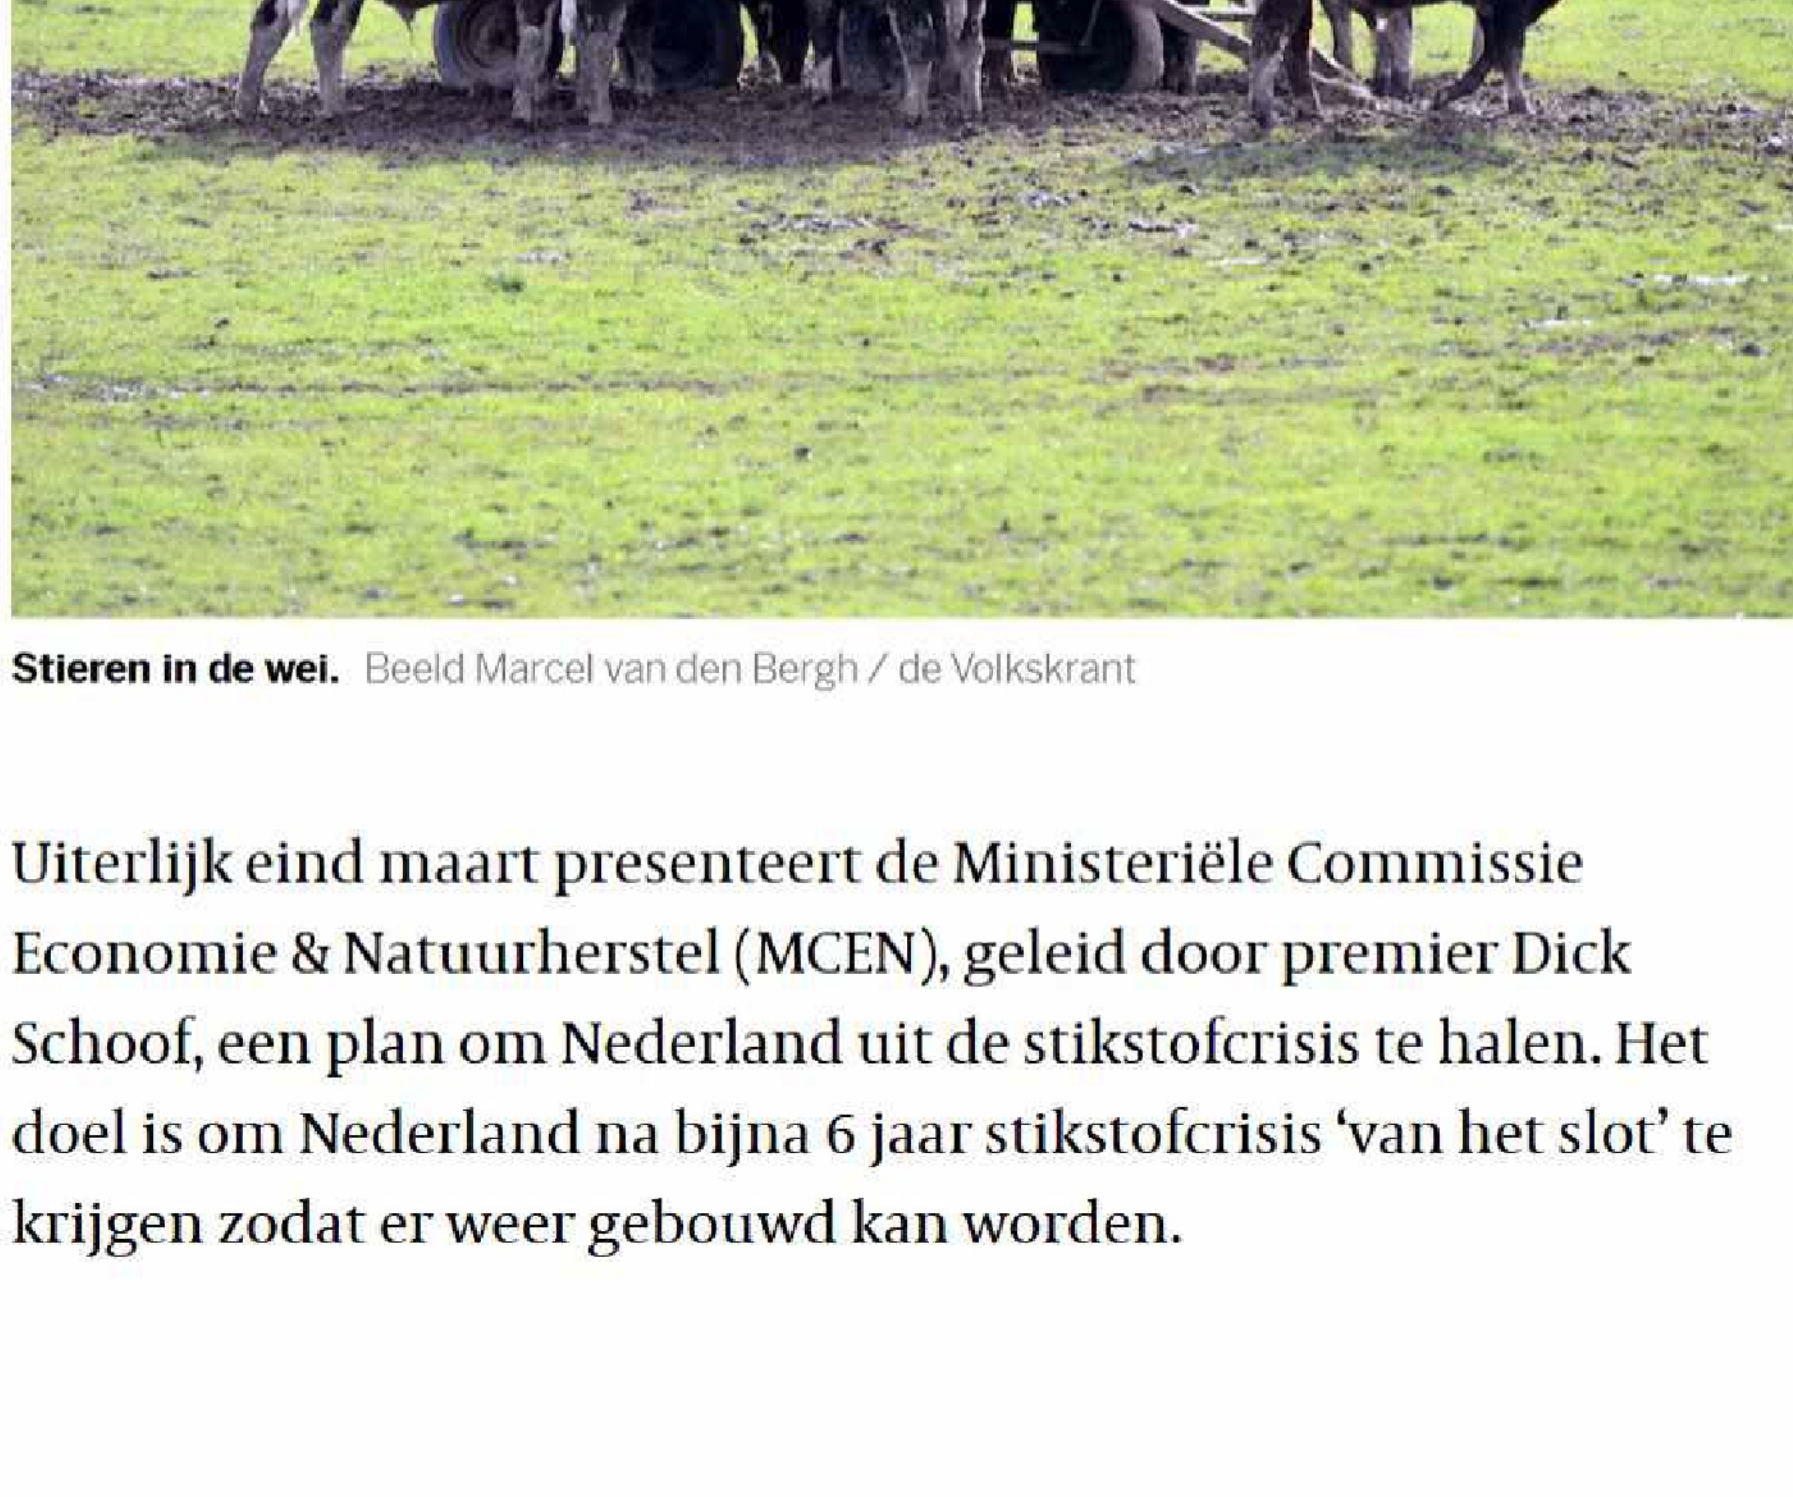 Stieren in de wei. Beeld Marcel van den Bergh / de Volkskrant
Uiterlijk eind maart presenteert de Ministeriële Commissie
Economie & Natuurherstel (MCEN), geleid door premier Dick
Schoof, een plan om Nederland uit de stikstofcrisis te halen. Het
doel is om Nederland na bijna 6 jaar stikstofcrisis ‘van het slot’ te
krijgen zodat er weer gebouwd kan worden.